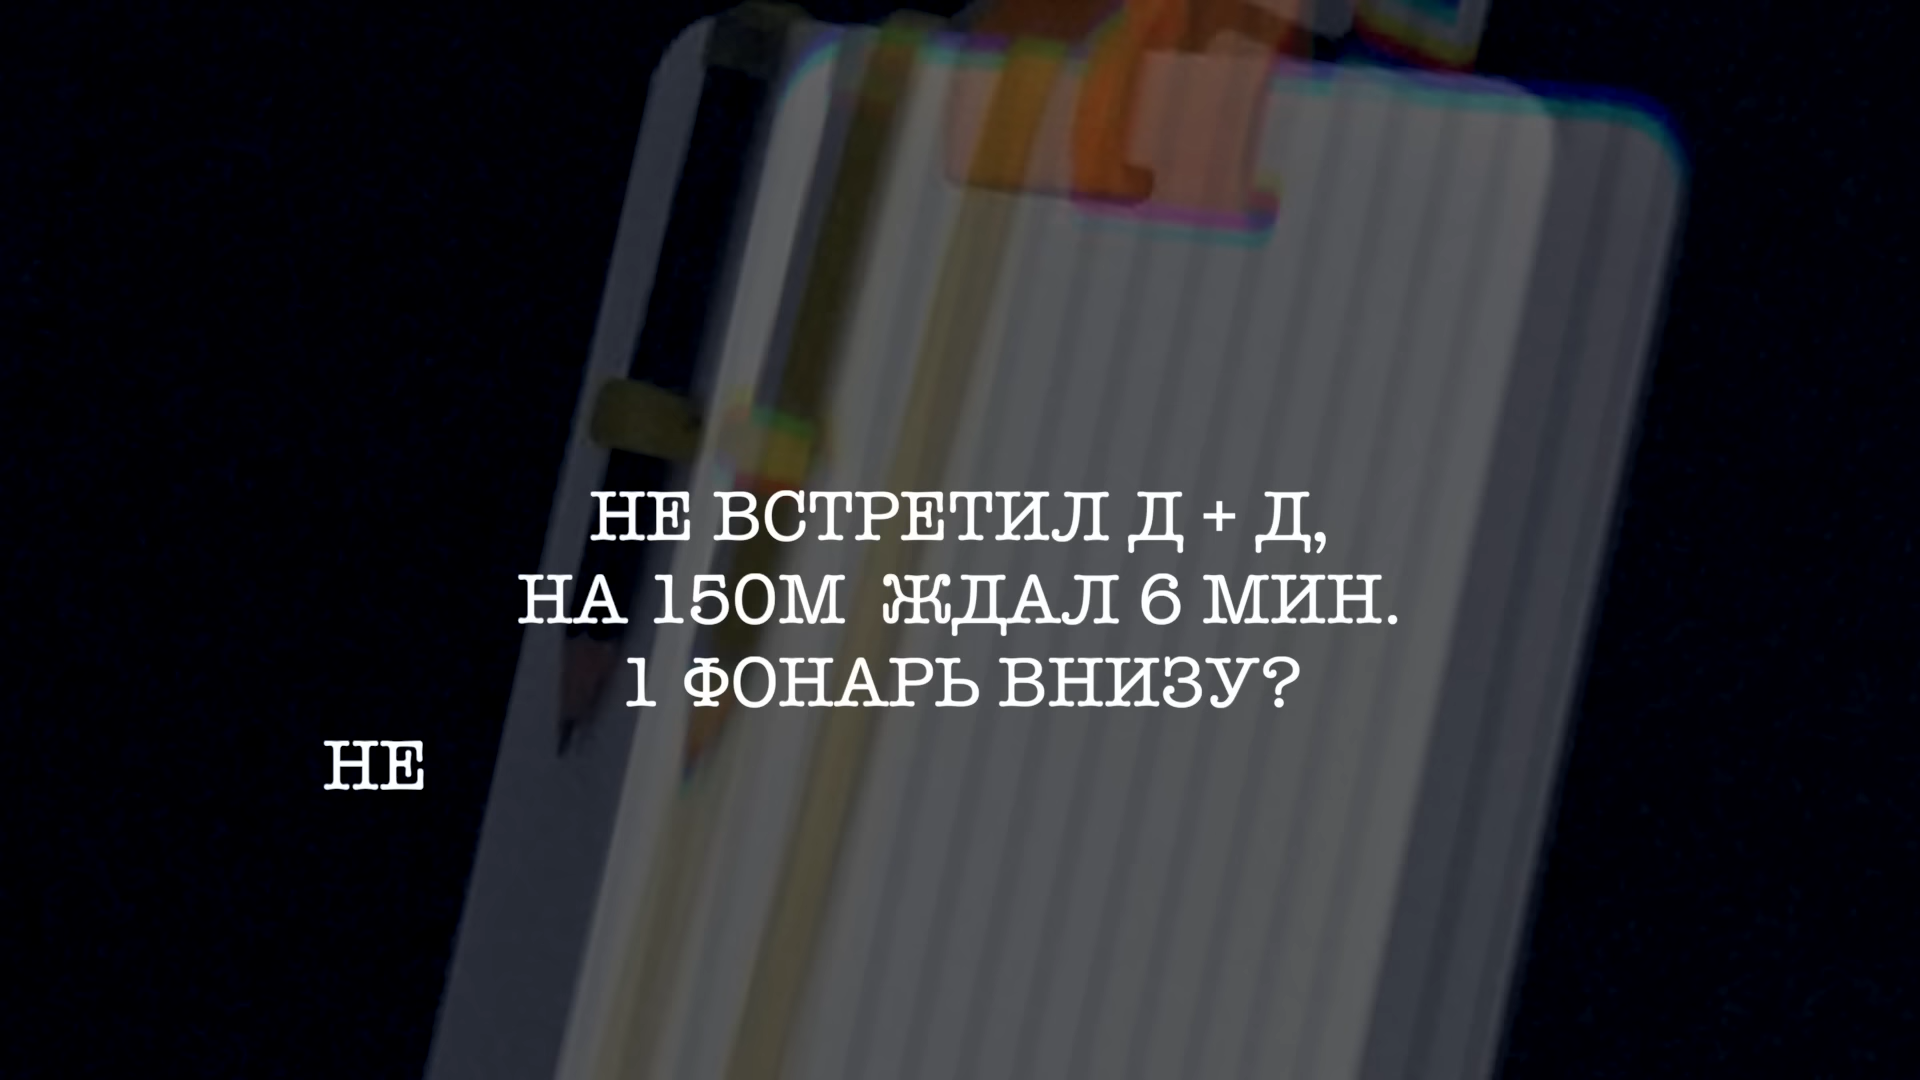 НЕ ВСТРЕТИЛ Д + Д,
НА 150М ЖДАЛ 6 МИН.
1 ФОНАРЬ ВНИЗУ?
НЕ